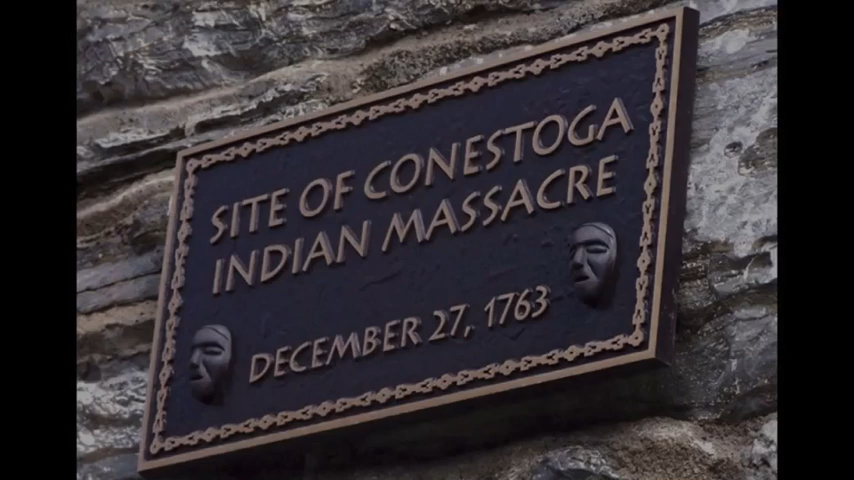 SITE OF CONESTOGA
INDIAN MASSACRE
DECEMBER 27, 1763